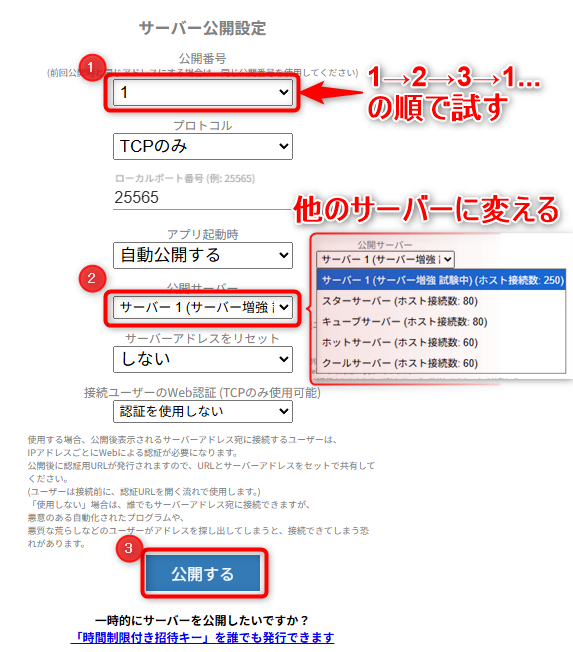 サーバー公開設定
公開番号
1
(前回公開
アドレスにする場合は、同じ公開番号を使用してください)
1
1→2→3→1...
の順で試す
プロトコル
TCPのみ
ローカルポート番号 (例: 25565)
25565
他のサーバーに変える
アプリ起動時
自動公開する
2
公開サーバー
サーバー 1 (サーバー増強
公開サーバー
サーバー 1 (サーバー増強
サーバー 1 (サーバー増強 試験中) (ホスト接続数: 250)
スターサーバー (ホスト接続数: 80)
キューブサーバー (ホスト接続数: 80)
ホットサーバー (ホスト接続数: 60)
クールサーバー (ホスト接続数: 60)
サーバーアドレスをリセット
しない
接続ユーザーのWeb認証 (TCPのみ使用可能)
認証を使用しない
使用する場合、公開後表示されるサーバーアドレス宛に接続するユーザーは、
IPアドレスごとにWebによる認証が必要になります。
公開後に認証用URLが発行されますので、URLとサーバーアドレスをセットで共有して
ください。
(ユーザーは接続前に、認証URLを開く流れで使用します。)
「使用しない」場合は、誰でもサーバーアドレス宛に接続できますが、
悪意のある自動化されたプログラムや、
悪質な荒らしなどのユーザーがアドレスを探し出してしまうと、接続できてしまう恐
れがあります。
3
公開する
一時的にサーバーを公開したいですか？
「時間制限付き招待キー」を誰でも発行できます